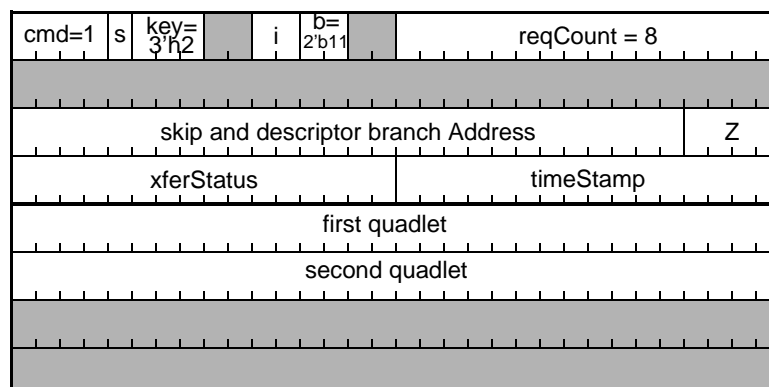 cmd=1 s key= 3'h2 i b= 2'b11 reqCount = 8
skip and descriptor branch Address Z
xferStatus timeStamp
first quadlet
second quadlet